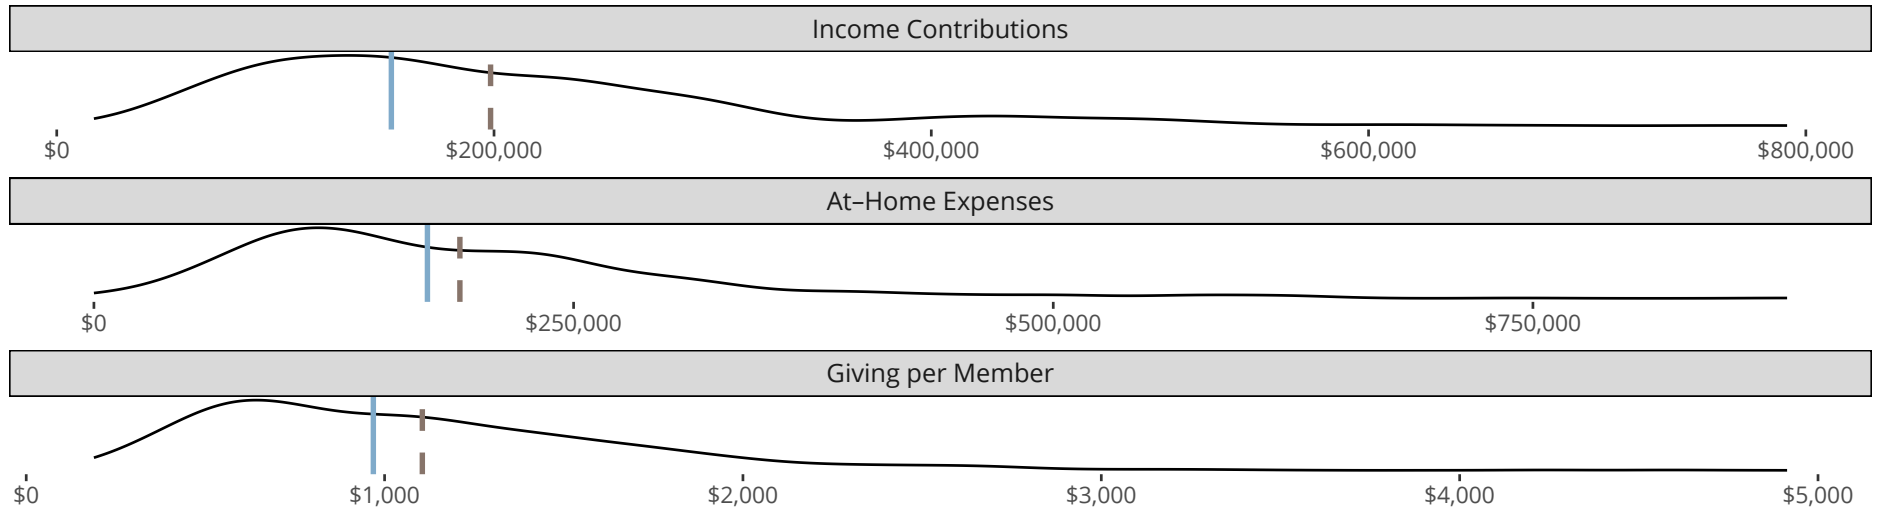 Income Contributions
$0 $200,000 $400,000 $600,000 $800,000
At–Home Expenses
$0 $250,000 $500,000 $750,000
Giving per Member
$0 $1,000 $2,000 $3,000 $4,000 $5,000